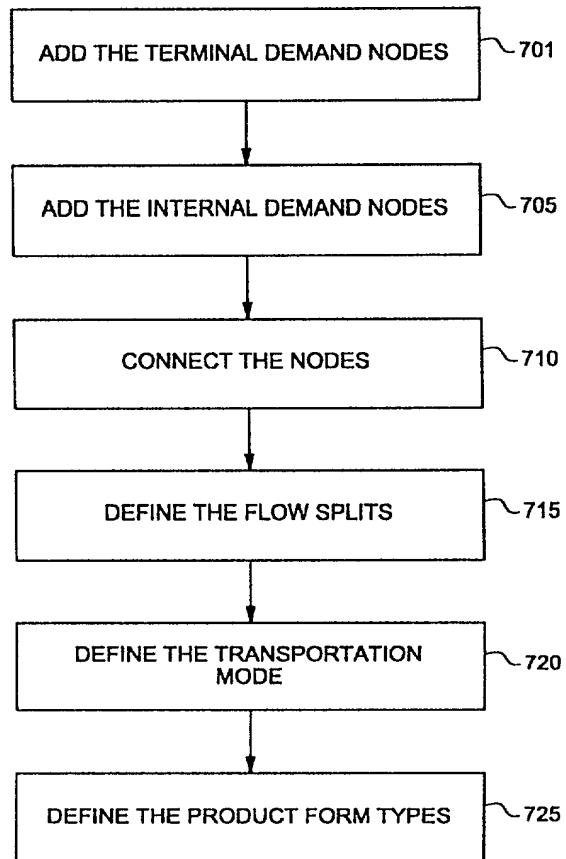 ADD THE TERMINAL DEMAND NODES 701
ADD THE INTERNAL DEMAND NODES 705
CONNECT THE NODES 710
DEFINE THE FLOW SPLITS 715
DEFINE THE TRANSPORTATION
MODE 720
DEFINE THE PRODUCT FORM TYPES 725